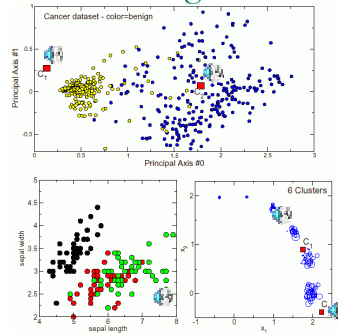 Cancer dataset - color=benign
Principal Axis #1
1
0.5
0
-0.5
C1
C
0 0.5 1 1.5 2 2.5 3
Principal Axis #0
sepal width
5
4.5
4
3.5
3
2.5
2
4 5 6 7 8
sepal length
6 Clusters
C
C1
C
x2
-1 0 1 2
x1